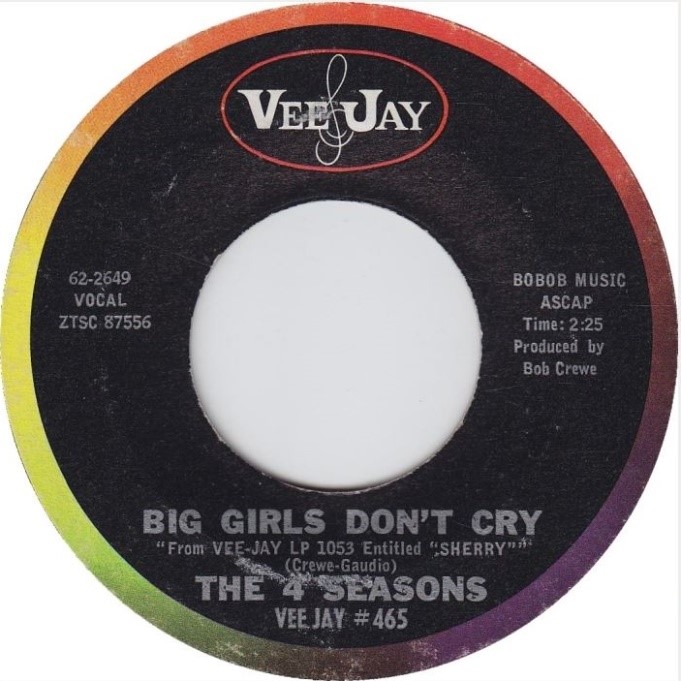 VEE JAY
62-2649
VOCAL
ZTSC 87556
BOBOB MUSIC
ASCAP
Time: 2:25
Produced by
Bob Crewe
BIG GIRLS DON'T CRY
"From VEE-JAY LP 1053 Entitled "SHERRY""
(Crewe-Gaudio)
THE 4 SEASONS
VEE JAY #465